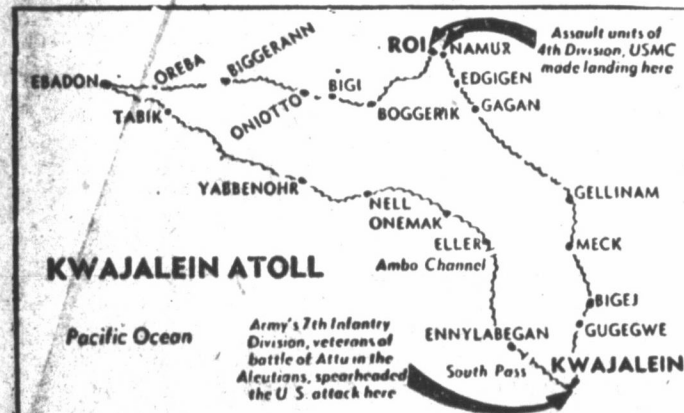 ROI
NAMUR
Assault units of
4th Division, USMC
made landing here
EBADON
OREBA
BIGGERANN
BIGI
EDGIGEN
TABIK
ONIOTTO
BOGGERIK
GAGAN
YABBENOHR
NELL
ONEMAK
GELLINAM
ELLER
MECK
Ambo Channel
KWAJALEIN ATOLL
BIGEJ
GUGEGWE
Pacific Ocean
Army's 7th Infantry
Division, veterans of
battle of Attu in the
Aleutians, spearheaded
the U S. attack here
ENNYLABEGAN
South Pass
KWAJALEIN